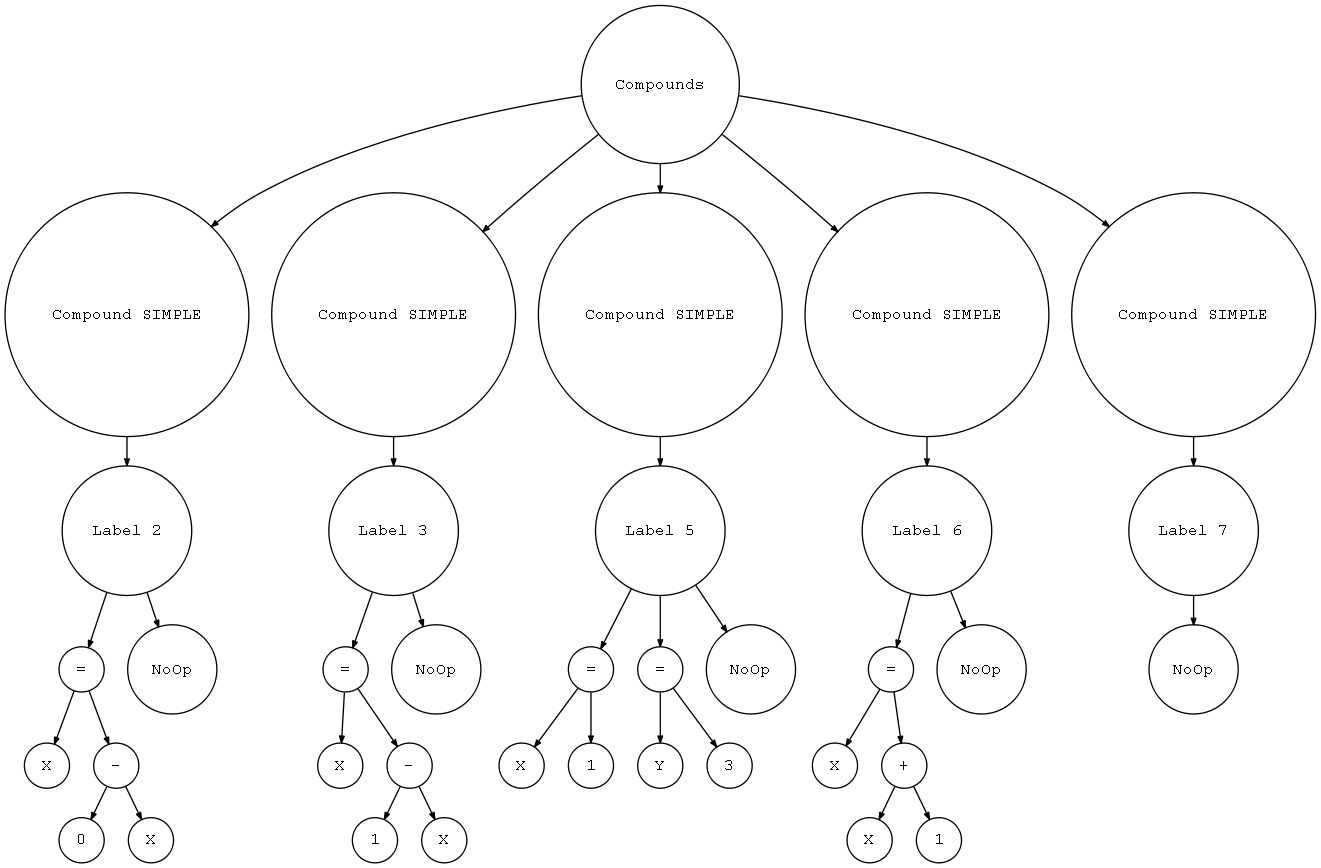 Compounds
Compound SIMPLE
Compound SIMPLE
Compound SIMPLE
Compound SIMPLE
Compound SIMPLE
Label 2
Label 3
Label 5
Label 6
Label 7
=
NoOp
=
NoOp
=
=
NoOp
=
NoOp
NoOp
X
-
X
-
X
1
Y
3
X
+
0
X
1
X
X
1